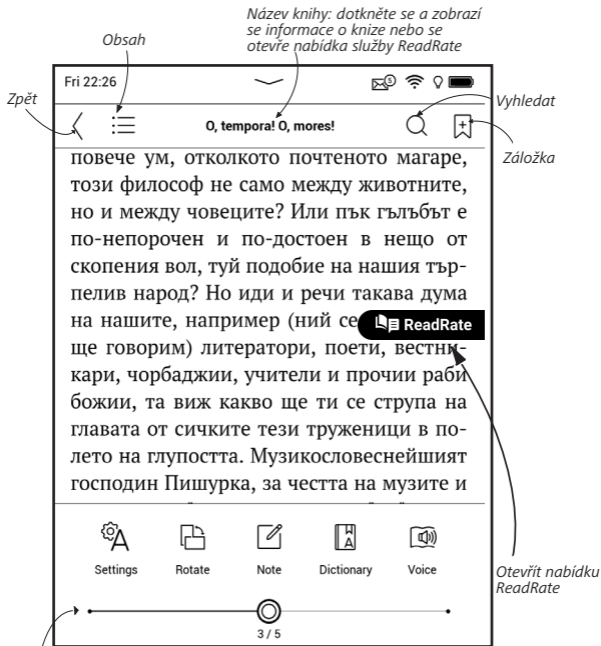 Název knihy: dotkněte se a zobrazí
se informace o knize nebo se
otevře nabídka služby ReadRate
Obsah
Zpět
Fri 22:26
5
O, tempora! O, mores!
Vyhledat
Záložka
повече ум, отколкото почтеното магаре,
този философ не само между животните,
но и между човеците? Или пък гълъбът е
по-непорочен и по-достоен в нещо от
скопения вол, туй подобие на нашия тър-
пелив народ? Но иди и речи такава дума
на нашите, например (ний се
ReadRate
ще говорим) литератори, поети, вестни-
кари, чорбаджии, учители и прочии раби
божии, та виж какво ще ти се струпа на
главата от сичките тези труженици в по-
лето на глупостта. Музикословеснейшият
господин Пишурка, за честта на музите и
Settings Rotate Note Dictionary Voice
Otevřít nabídku
ReadRate
3 / 5